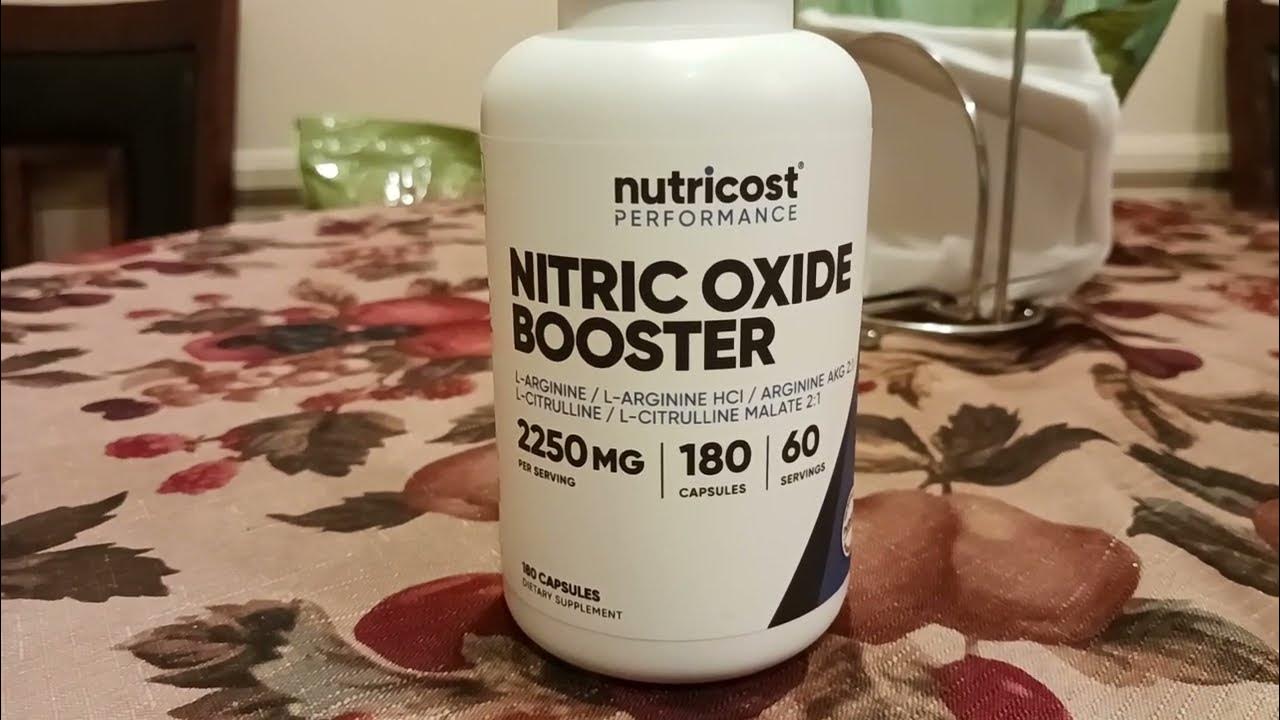 nutricost®
PERFORMANCE
NITRIC OXIDE
BOOSTER
L-ARGININE / L-ARGININE HCl / ARGININE AKG 2:1
L-CITRULLINE / L-CITRULLINE MALATE 2:1
2250 MG
PER SERVING
180
CAPSULES
60
SERVINGS
180 CAPSULES
DIETARY SUPPLEMENT